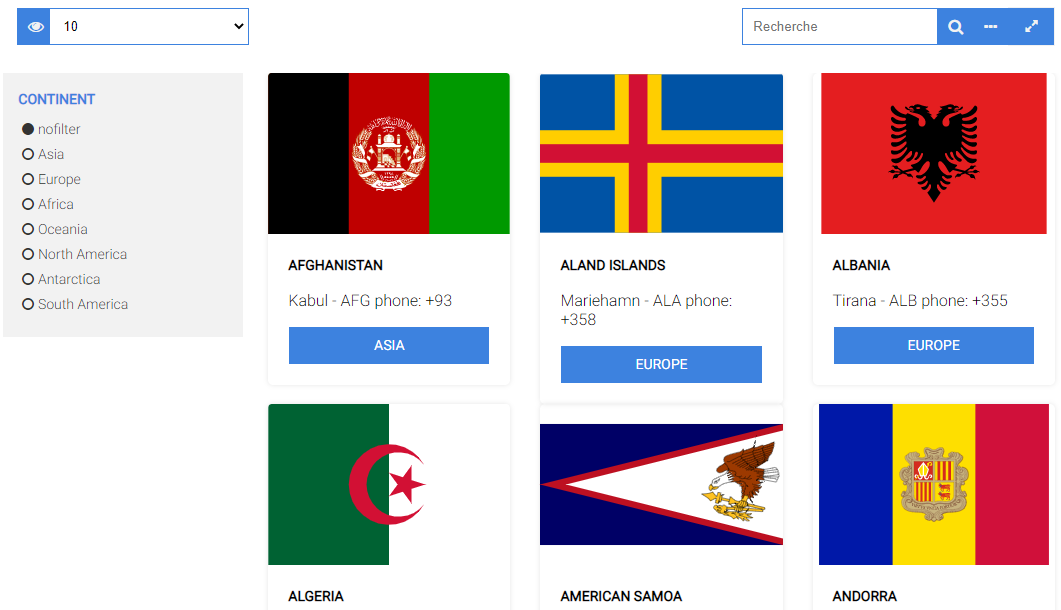 10
Recherche
CONTINENT
nofilter
Asia
Europe
Africa
Oceania
North America
Antarctica
South America
AFGHANISTAN
Kabul - AFG phone: +93
ASIA
ALAND ISLANDS
Mariehamn - ALA phone:
+358
EUROPE
ALBANIA
Tirana - ALB phone: +355
EUROPE
ALGERIA
AMERICAN SAMOA
ANDORRA